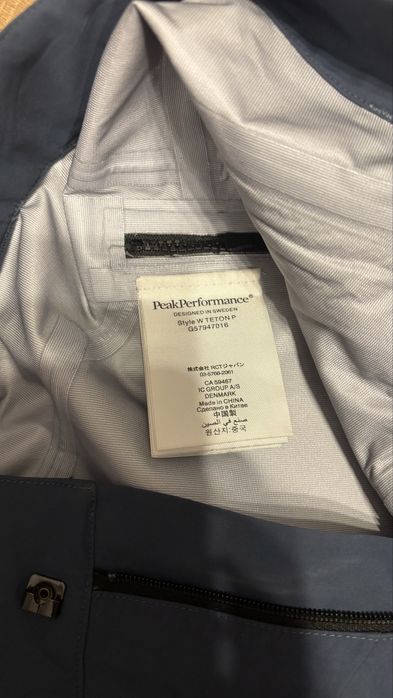 PeakPerformance®
DESIGNED IN SWEDEN
Style W TETON P
G57947016
株式会社 RCTジャパン
03-5766-2061
CA 59467
IC GROUP A/S
DENMARK
Made in CHINA
Сделано в Китае
中国製
صنع في الصين
원산지:중국